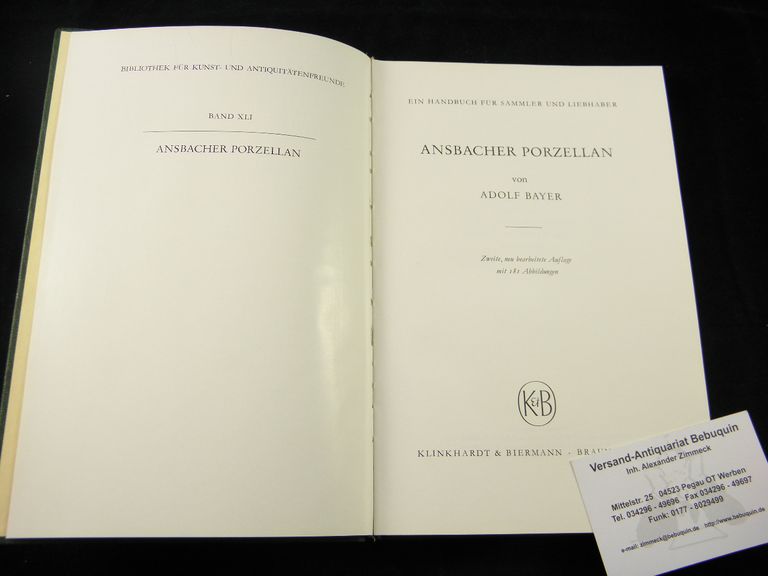 BIBLIOTHEK FÜR KUNST- UND ANTIQUITÄTENFREUNDE
BAND XLI
ANSBACHER PORZELLAN
EIN HANDBUCH FÜR SAMMLER UND LIEBHABER
ANSBACHER PORZELLAN
von
ADOLF BAYER
Zweite, neu bearbeitete Auflage
mit 181 Abbildungen
K&B
KLINKHARDT & BIERMANN · BRAUN
Versand-Antiquariat Bebuquin
Inh. Alexander Zimmeck
Mittelstr. 25 04523 Pegau OT Werben
Tel. 034296 - 49696 Fax 034296 - 49697
Funk: 0177 - 8029499
e-mail: zimmeck@bebuquin.de http://www.bebuquin.de